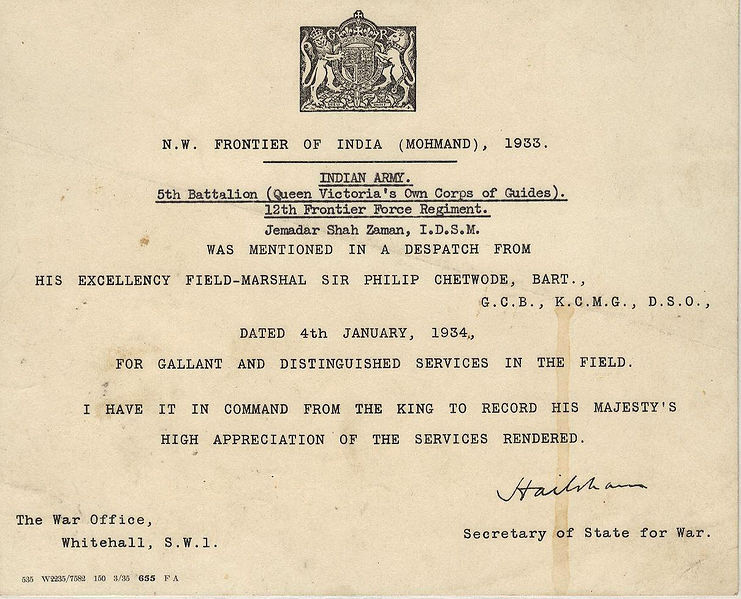 G R
N.W. FRONTIER OF INDIA (MOHMAND), 1933.
INDIAN ARMY.
5th Battalion (Queen Victoria's Own Corps of Guides).
12th Frontier Force Regiment.
Jemadar Shah Zaman, I.D.S.M.
WAS MENTIONED IN A DESPATCH FROM
HIS EXCELLENCY FIELD-MARSHAL SIR PHILIP CHETWODE, BART.,
G.C.B., K.C.M.G., D.S.O.,
DATED 4th JANUARY, 1934,
FOR GALLANT AND DISTINGUISHED SERVICES IN THE FIELD.
I HAVE IT IN COMMAND FROM THE KING TO RECORD HIS MAJESTY'S
HIGH APPRECIATION OF THE SERVICES RENDERED.
Hailsham
Secretary of State for War.
The War Office,
Whitehall, S.W.1.
535 W2235/7582 150 3/35 655 F A